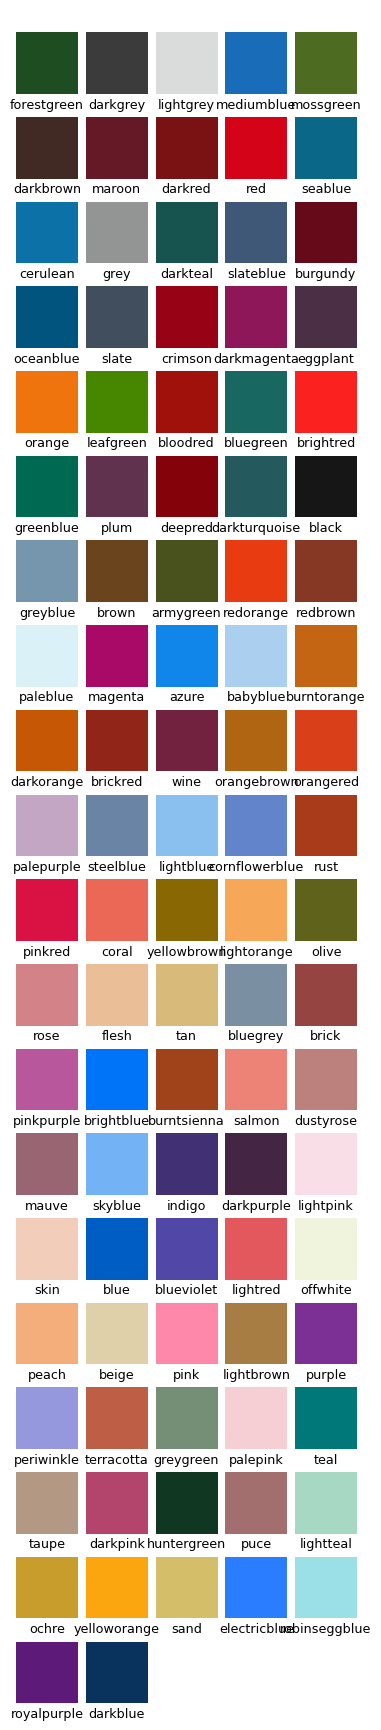 forestgreen darkgrey lightgrey mediumblue mossgreen
darkbrown maroon darkred red seablue
cerulean grey darkteal slateblue burgundy
oceanblue slate crimson darkmagenta eggplant
orange leafgreen bloodred bluegreen brightred
greenblue plum deepred darkturquoise black
greyblue brown armygreen redorange redbrown
paleblue magenta azure babyblue burntorange
darkorange brickred wine orangebrown orangered
palepurple steelblue lightblue cornflowerblue rust
pinkred coral yellowbrown lightorange olive
rose flesh tan bluegrey brick
pinkpurple brightblue burntsienna salmon dustyrose
mauve skyblue indigo darkpurple lightpink
skin blue blueviolet lightred offwhite
peach beige pink lightbrown purple
periwinkle terracotta greygreen palepink teal
taupe darkpink huntergreen puce lightteal
ochre yelloworange sand electricblue robinseggblue
royalpurple darkblue